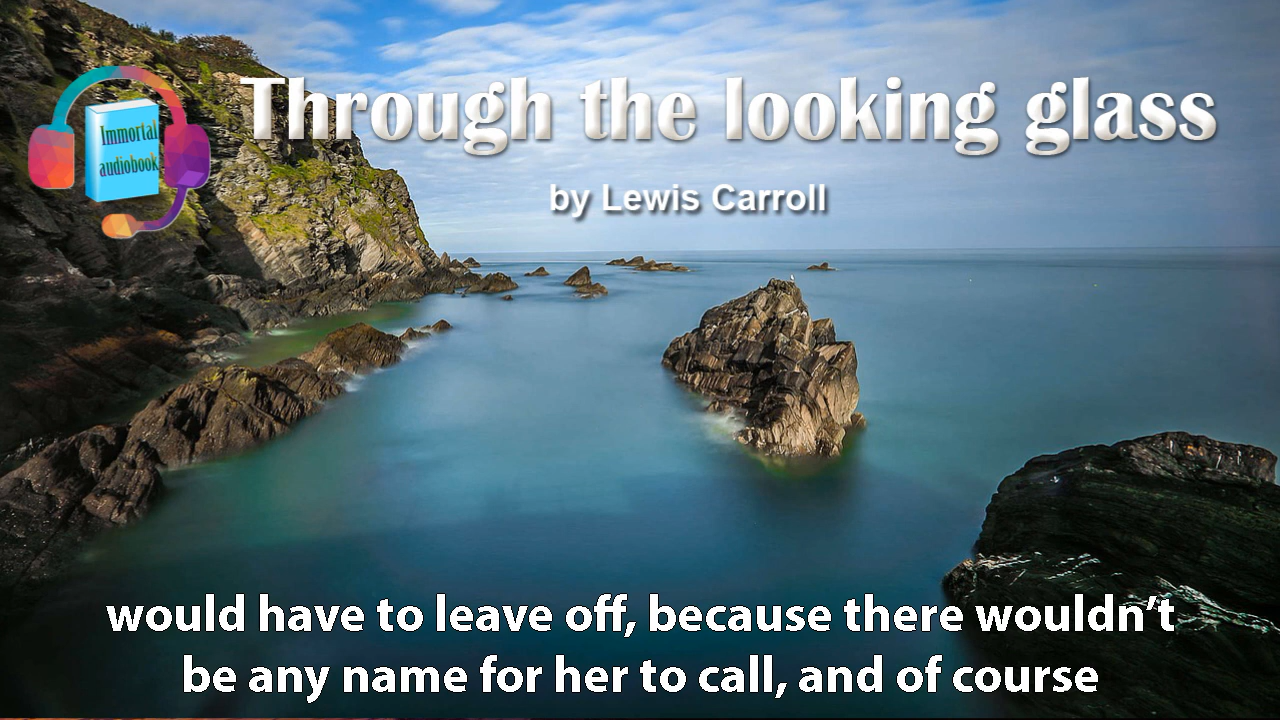 Immortal
audiobook
Through the looking glass
by Lewis Carroll
would have to leave off, because there wouldn't
be any name for her to call, and of course